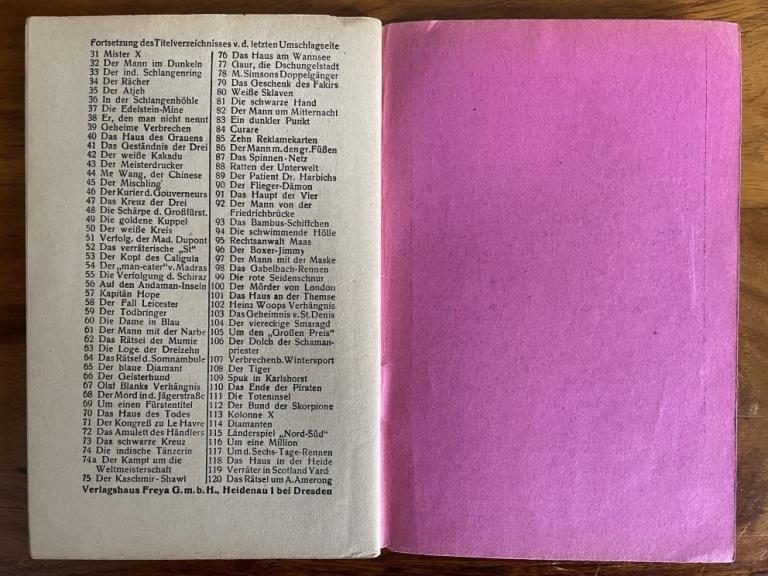 Fortsetzung des Titelverzeichnisses v. d. letzten Umschlagseite
31 Mister X
32 Der Mann im Dunkeln
33 Der ind. Schlangenring
34 Der Rächer
35 Der Atjeh
36 In der Schlangenhöhle
37 Die Edelstein-Mine
38 Er, den man nicht nennt
39 Geheime Verbrechen
40 Das Haus des Grauens
41 Das Geständnis der Drei
42 Der weiße Kakadu
43 Der Meisterdrucker
44 Me Wang, der Chinese
45 Der Mischling
46 Der Kurier d. Gouverneurs
47 Das Kreuz der Drei
48 Die Schärpe d. Großfürst.
49 Die goldene Kuppel
50 Der weiße Kreis
51 Verfolg. der Mad. Dupont
52 Das verräterische „St“
53 Der Kopf des Caligula
54 Der „man-eater“ v. Madras
55 Die Verfolgung d. Schiraz
56 Auf den Andaman-Inseln
57 Kapitän Hope
58 Der Fall Leicester
59 Der Todbringer
60 Die Dame in Blau
61 Der Mann mit der Narbe
62 Das Rätsel der Mumie
63 Die Loge der Dreizehn
64 Das Rätsel d. Somnambule
65 Der blaue Diamant
66 Der Geisterhund
67 Olaf Blanks Verhängnis
68 Der Mord in d. Jägerstraße
69 Um einen Fürstentitel
70 Das Haus des Todes
71 Der Kongreß zu Le Havre
72 Das Amulett des Händlers
73 Das schwarze Kreuz
74 Die indische Tänzerin
74a Der Kampf um die
Weltmeisterschaft
75 Der Kaschmir-Shawl
76 Das Haus am Wannsee
77 Gaur, die Dschungelstadt
78 M. Simsons Doppelgänger
79 Das Geschenk des Fakirs
80 Weiße Sklaven
81 Die schwarze Hand
82 Der Mann um Mitternacht
83 Ein dunkler Punkt
84 Curare
85 Zehn Reklamekarten
86 Der Mann m. den gr. Füßen
87 Das Spinnen-Netz
88 Ratten der Unterwelt
89 Der Patient Dr. Harbichs
90 Der Flieger-Dämon
91 Das Haupt der Vier
92 Der Mann von der
Friedrichbrücke
93 Das Bambus-Schiffchen
94 Die schwimmende Hölle
95 Rechtsanwalt Maas
96 Der Boxer-Jimmy
97 Der Mann mit der Maske
98 Das Gabelbach-Rennen
99 Die rote Seidenschnur
100 Der Mörder von London
101 Das Haus an der Themse
102 Heinz Woops Verhängnis
103 Das Geheimnis v. St. Denis
104 Der viereckige Smaragd
105 Um den „Großen Preis“
106 Der Dolch der Schaman-
priester
107 Verbrechen b. Wintersport
108 Der Tiger
109 Spuk in Karlshorst
110 Das Ende der Piraten
111 Die Toteninsel
112 Der Bund der Skorpione
113 Kolonne X
114 Diamanten
115 Länderspiel „Nord-Süd“
116 Um eine Million
117 Um d. Sechs-Tage-Rennen
118 Das Haus in der Heide
119 Verräter in Scotland Yard.
120 Das Rätsel um A. Amerong
Verlagshaus Freya G. m. b. H., Heidenau I bei Dresden